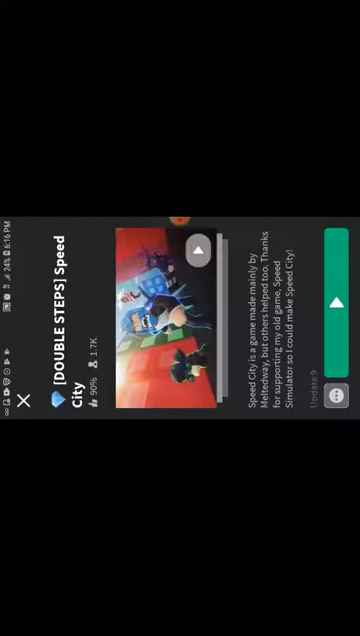 24% 6:16 PM
💎 [DOUBLE STEPS] Speed
City
90% 1.7K
Speed City is a game made mainly by
Meltedway, but others helped too. Thanks
for supporting my old game, Speed
Simulator so I could make Speed City!
Update 9